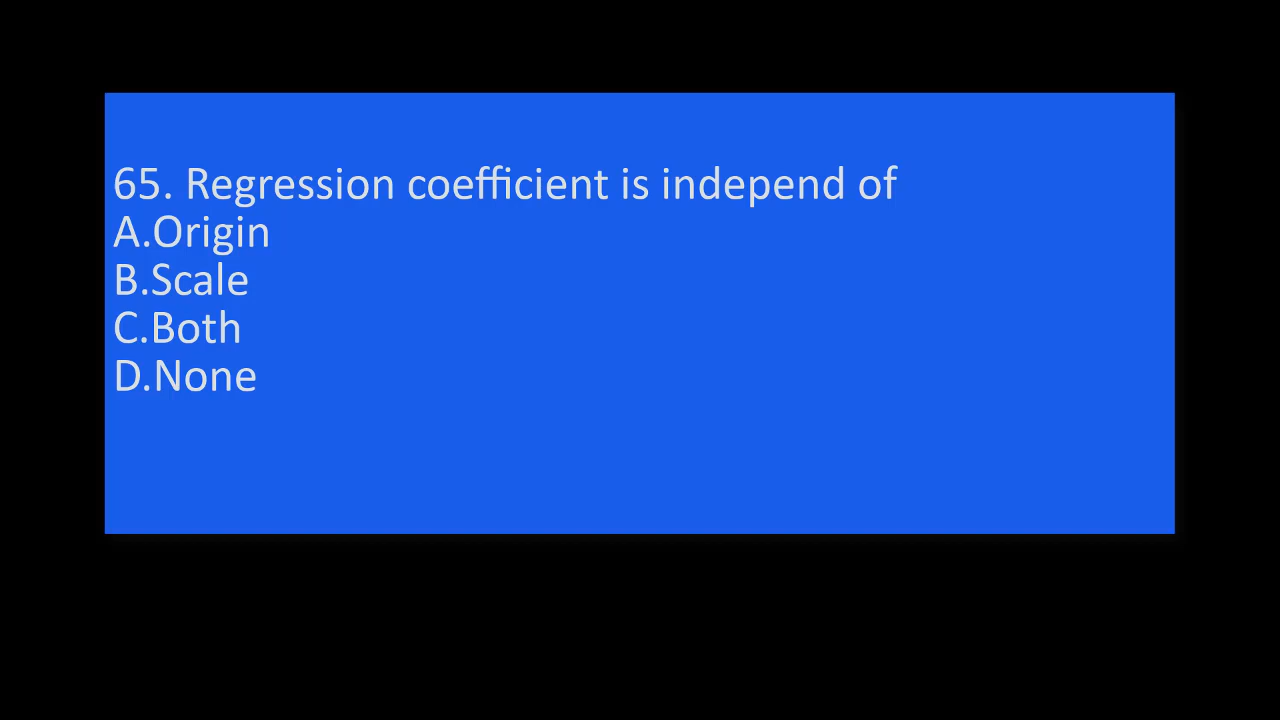 65. Regression coefficient is independ of
A.Origin
B.Scale
C.Both
D.None